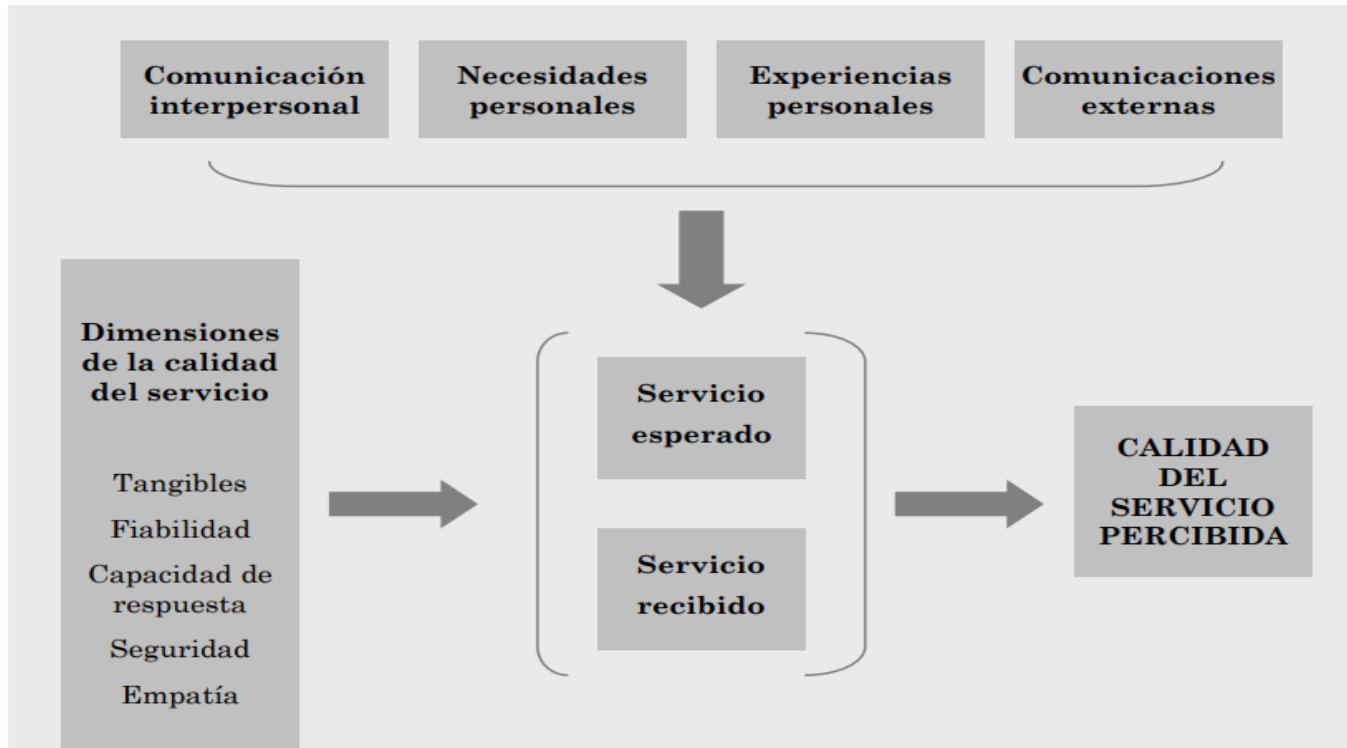 Comunicación
interpersonal
Necesidades
personales
Experiencias
personales
Comunicaciones
externas
Dimensiones
de la calidad
del servicio
Tangibles
Fiabilidad
Capacidad de
respuesta
Seguridad
Empatía
Servicio
esperado
Servicio
recibido
CALIDAD
DEL
SERVICIO
PERCIBIDA